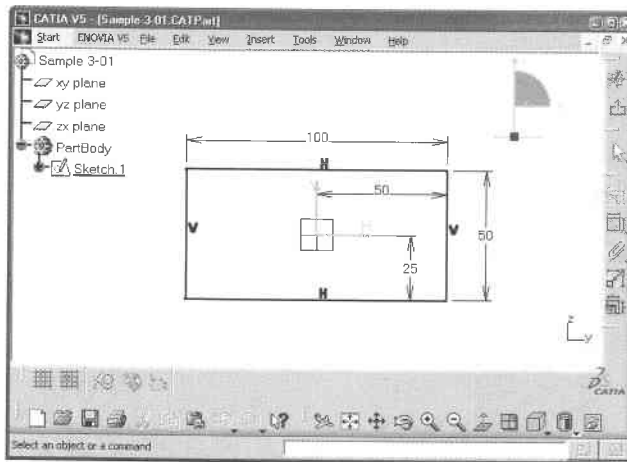 CATIA V5 - [Sample-3-01.CATPart]
Start ENOVIA V5 File Edit View Insert Tools Window Help
Sample 3-01
xy plane
yz plane
zx plane
PartBody
Sketch.1
100
H
50
V
H
V
50
25
H
z
y
CATIA
Select an object or a command